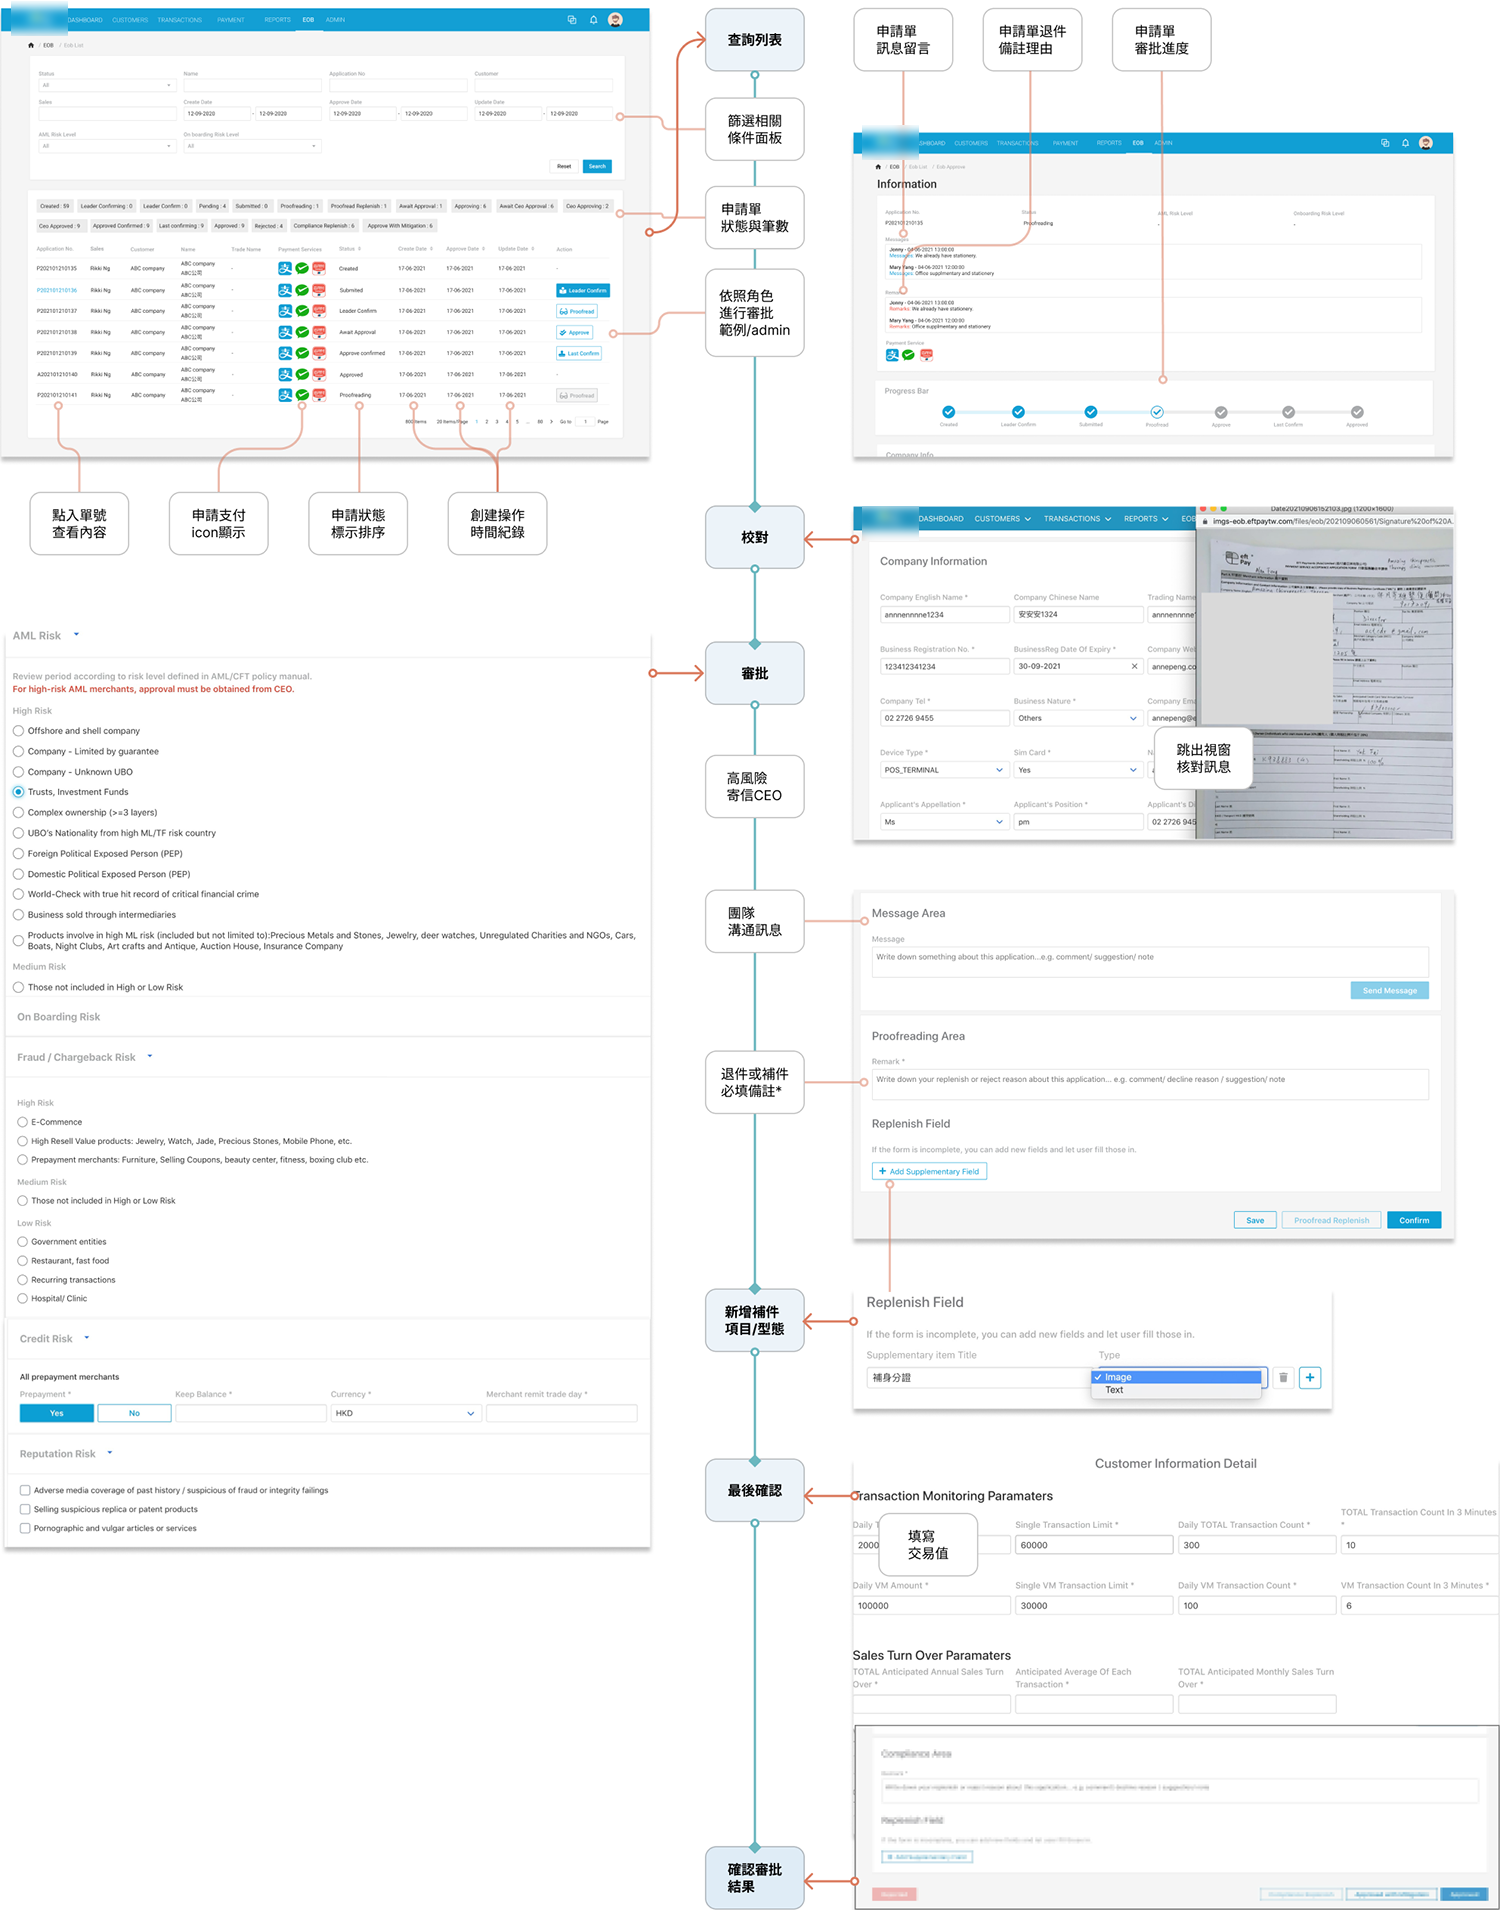 DASHBOARD CUSTOMERS TRANSACTIONS PAYMENT REPORTS EOB ADMIN
/ EOB / Eob List
Status Name Application No Customer
All
Sales Create Date Approve Date Update Date
12-09-2020 - 12-09-2020 12-09-2020 - 12-09-2020 12-09-2020 - 12-09-2020
AML Risk Level On boarding Risk Level
All All
Reset Search
Created : 59 Leader Confirming : 0 Leader Confirm : 0 Pending : 4 Submitted : 0 Proofreading : 1 Proofread Replenish : 1 Await Approval : 1 Approving : 6 Await Ceo Approval : 6 Ceo Approving : 2
Ceo Approved : 9 Approved Confirmed : 9 Last confirming : 9 Approved : 9 Rejected : 4 Compliance Replenish : 6 Approve With Mitigation : 6
Application No. Sales Customer Name Trade Name Payment Services Status Create Date Approve Date Update Date Action
P202101210135 Rikki Ng ABC company ABC company ABC公司 - Created 17-06-2021 17-06-2021 17-06-2021 -
P202101210136 Rikki Ng ABC company ABC company ABC公司 - Submited 17-06-2021 17-06-2021 17-06-2021 Leader Confirm
P202101210137 Rikki Ng ABC company ABC company ABC公司 - Leader Confirm 17-06-2021 17-06-2021 17-06-2021 Proofread
P202101210138 Rikki Ng ABC company ABC company ABC公司 - Await Approval 17-06-2021 17-06-2021 17-06-2021 Approve
P202101210139 Rikki Ng ABC company ABC company ABC公司 - Approve confirmed 17-06-2021 17-06-2021 17-06-2021 Last Confirm
A202101210140 Rikki Ng ABC company ABC company ABC公司 - Approved 17-06-2021 17-06-2021 17-06-2021 -
P202101210141 Rikki Ng ABC company ABC company ABC公司 - Proofreading 17-06-2021 17-06-2021 17-06-2021 Proofread
800 Items 20 Items/Page 1 2 3 4 5 ... 80 > Go to 1 Page
點入單號
查看內容
申請支付
icon顯示
申請狀態
標示排序
創建操作
時間紀錄
查詢列表
篩選相關
條件面板
申請單
狀態與筆數
依照角色
進行審批
範例/admin
申請單
訊息留言
申請單退件
備註理由
申請單
審批進度
CUSTOMERS TRANSACTIONS PAYMENT REPORTS EOB ADMIN
/ EOB / Eob List / Eob Approve
Information
Application No. Status AML Risk Level Onboarding Risk Level
P202101210135 Proofreading - -
Messages
Jenny - 04-06-2021 13:00:00
Messages: We already have stationery.
Mary Yang - 04-06-2021 12:00:00
Messages: Office supplimentary and stationery
Jenny - 04-06-2021 13:00:00
Remarks: We already have stationery
Mary Yang - 04-06-2021 12:00:00
Remarks: Office supplimentary and stationery
Payment Service
Progress Bar
Created Leader Confirm Submitted Proofread Approve Last Confirm Approved
Company Info
校對
DASHBOARD CUSTOMERS TRANSACTIONS REPORTS EOB
Company Information
Company English Name * Company Chinese Name Trading Name
annnennnne1234 安安安1324 annnennnne
Business Registration No. * BusinessReg Date Of Expiry * Company Web
123412341234 30-09-2021 annepeng.co
Company Tel * Business Nature * Company Ema
02 2726 9455 Others annepeng@e
Device Type * Sim Card *
POS_TERMINAL Yes
Applicant's Appellation * Applicant's Position * Applicant's Di
Ms pm 02 2726 945
Date20210906152103.jpg (1200×1600)
imgs-eob.eftpaytw.com/files/eob/202109060561/Signature%20of%20A...
eft Pay
跳出視窗
核對訊息
審批
高風險
寄信CEO
團隊
溝通訊息
退件或補件
必填備註*
AML Risk
Review period according to risk level defined in AML/CFT policy manual.
For high-risk AML merchants, approval must be obtained from CEO.
High Risk
Offshore and shell company
Company - Limited by guarantee
Company - Unknown UBO
Trusts, Investment Funds
Complex ownership (>=3 layers)
UBO's Nationality from high ML/TF risk country
Foreign Political Exposed Person (PEP)
Domestic Political Exposed Person (PEP)
World-Check with true hit record of critical financial crime
Business sold through intermediaries
Products involve in high ML risk (included but not limited to):Precious Metals and Stones, Jewelry, deer watches, Unregulated Charities and NGOs, Cars,
Boats, Night Clubs, Art crafts and Antique, Auction House, Insurance Company
Medium Risk
Those not included in High or Low Risk
On Boarding Risk
Fraud / Chargeback Risk
High Risk
E-Commence
High Resell Value products: Jewelry, Watch, Jade, Precious Stones, Mobile Phone, etc.
Prepayment merchants: Furniture, Selling Coupons, beauty center, fitness, boxing club etc.
Medium Risk
Those not included in High or Low Risk
Low Risk
Government entities
Restaurant, fast food
Recurring transactions
Hospital/ Clinic
Credit Risk
All prepayment merchants
Prepayment * Keep Balance * Currency * Merchant remit trade day *
Yes No HKD
Reputation Risk
Adverse media coverage of past history / suspicious of fraud or integrity failings
Selling suspicious replica or patent products
Pornographic and vulgar articles or services
Message Area
Message
Write down something about this application...e.g. comment/ suggestion/ note
Send Message
Proofreading Area
Remark *
Write down your replenish or reject reason about this application... e.g. comment/ decline reason / suggestion/ note
Replenish Field
If the form is incomplete, you can add new fields and let user fill those in.
+ Add Supplementary Field
Save Proofread Replenish Confirm
新增補件
項目/型態
Replenish Field
If the form is incomplete, you can add new fields and let user fill those in.
Supplementary item Title Type
補身分證 Image
Text
最後確認
Customer Information Detail
Transaction Monitoring Paramaters
填寫
交易值
Daily T Single Transaction Limit * Daily TOTAL Transaction Count * TOTAL Transaction Count In 3 Minutes *
2000 60000 300 10
Daily VM Amount * Single VM Transaction Limit * Daily VM Transaction Count * VM Transaction Count In 3 Minutes *
100000 30000 100 6
Sales Turn Over Paramaters
TOTAL Anticipated Annual Sales Turn Over * Anticipated Average Of Each Transaction * TOTAL Anticipated Monthly Sales Turn Over *
Compliance Area
Replenish Field
確認審批
結果